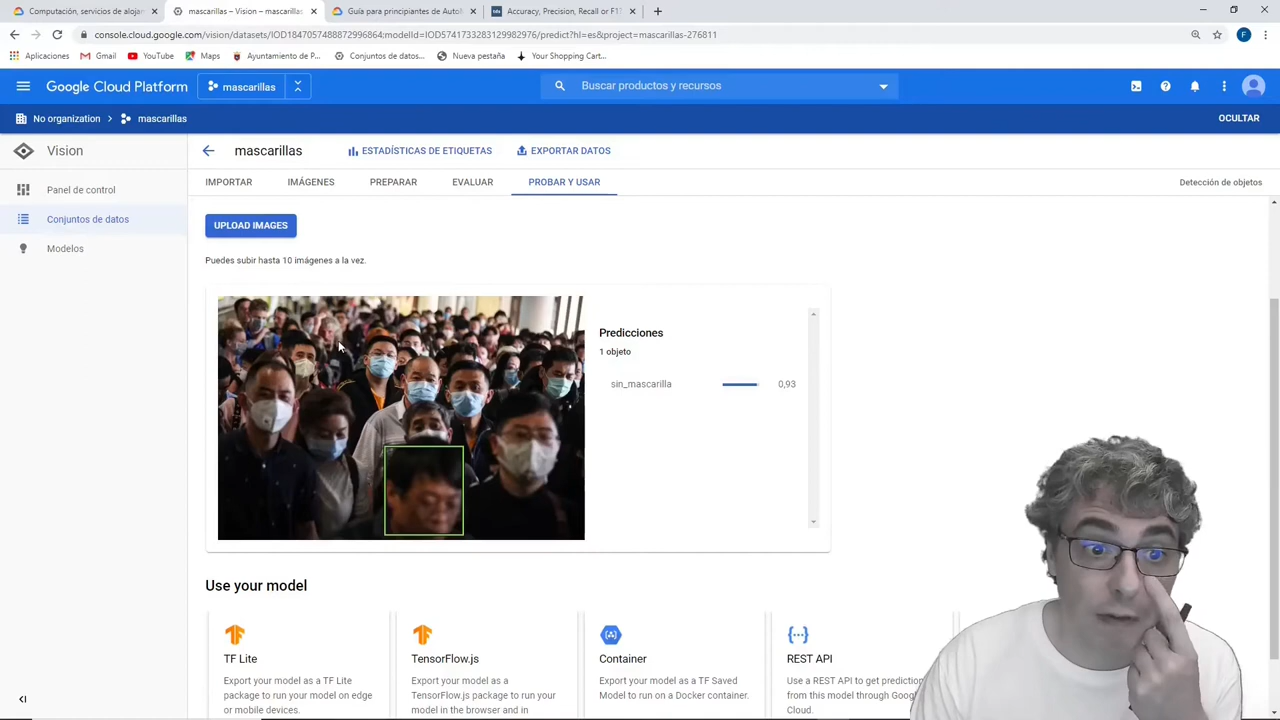 Computación, servicios de alojam
mascarillas – Vision – mascarillas
Guía para principiantes de AutoM
Accuracy, Precision, Recall or F1?
console.cloud.google.com/vision/datasets/IOD1847057488872996864;modelId=IOD5741733283129982976/predict?hl=es&project=mascarillas-276811
F
Aplicaciones
Gmail
YouTube
Maps
Ayuntamiento de P...
Conjuntos de datos...
Nueva pestaña
Your Shopping Cart...
Google Cloud Platform
mascarillas
Buscar productos y recursos
No organization
mascarillas
OCULTAR
Vision
mascarillas
ESTADÍSTICAS DE ETIQUETAS
EXPORTAR DATOS
Panel de control
Conjuntos de datos
Modelos
IMPORTAR
IMÁGENES
PREPARAR
EVALUAR
PROBAR Y USAR
Detección de objetos
UPLOAD IMAGES
Puedes subir hasta 10 imágenes a la vez.
Predicciones
1 objeto
sin_mascarilla 0,93
Use your model
TF Lite
Export your model as a TF Lite
package to run your model on edge
or mobile devices.
TensorFlow.js
Export your model as a
TensorFlow.js package to run your
model in the browser and in
Container
Export your model as a TF Saved
Model to run on a Docker container.
REST API
Use a REST API to get prediction
from this model through Goog
Cloud.